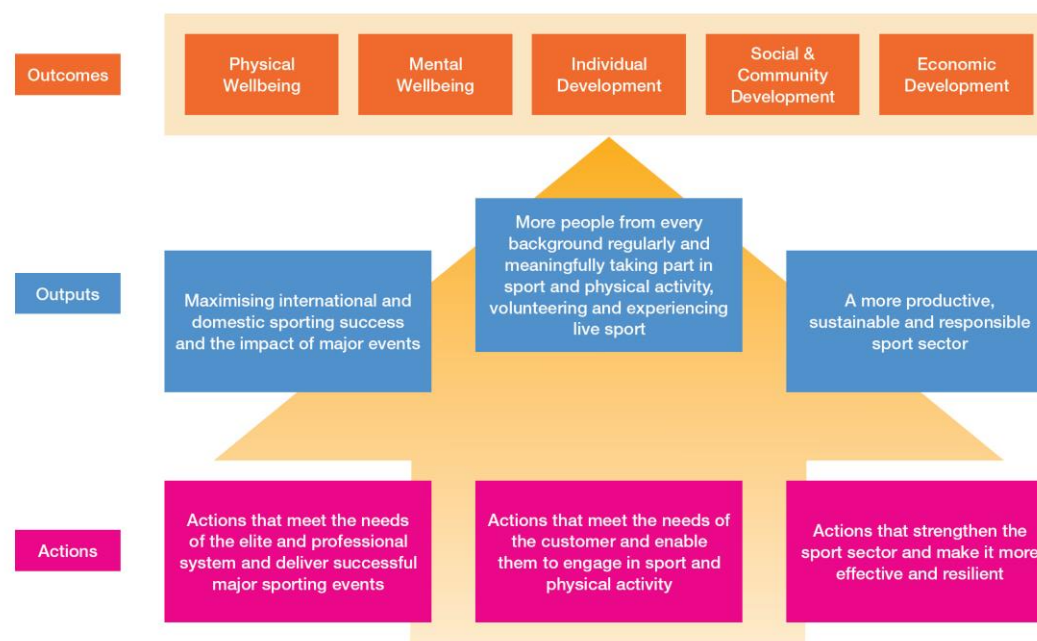 Outcomes
Physical
Wellbeing
Mental
Wellbeing
Individual
Development
Social &
Community
Development
Economic
Development
Outputs
Maximising international and
domestic sporting success
and the impact of major events
More people from every
background regularly and
meaningfully taking part in
sport and physical activity,
volunteering and experiencing
live sport
A more productive,
sustainable and responsible
sport sector
Actions
Actions that meet the needs
of the elite and professional
system and deliver successful
major sporting events
Actions that meet the needs of
the customer and enable
them to engage in sport and
physical activity
Actions that strengthen the
sport sector and make it more
effective and resilient